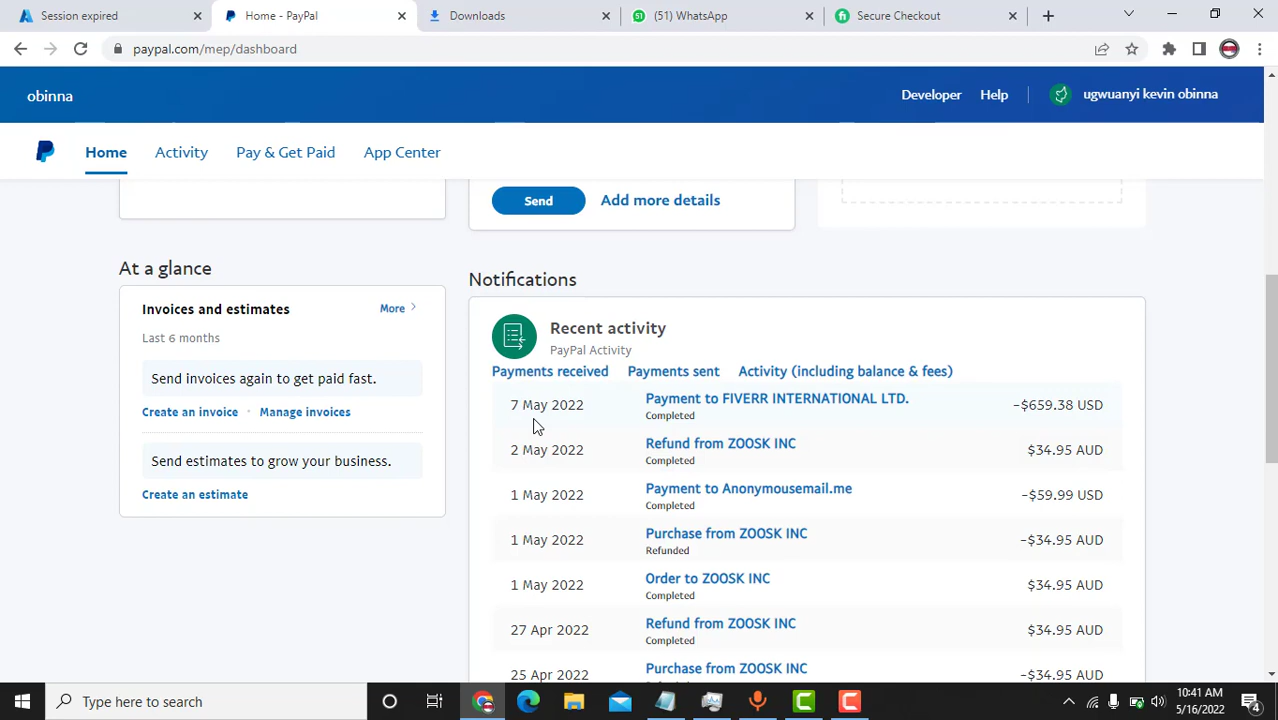 Session expired
Home - PayPal
Downloads
(51) WhatsApp
Secure Checkout
paypal.com/mep/dashboard
obinna
Developer
Help
ugwuanyi kevin obinna
Home
Activity
Pay & Get Paid
App Center
Send
Add more details
At a glance
Invoices and estimates
More
Last 6 months
Send invoices again to get paid fast.
Create an invoice
Manage invoices
Send estimates to grow your business.
Create an estimate
Notifications
Recent activity
PayPal Activity
Payments received
Payments sent
Activity (including balance & fees)
7 May 2022 Payment to FIVERR INTERNATIONAL LTD. -$659.38 USD
Completed
2 May 2022 Refund from ZOOSK INC $34.95 AUD
Completed
1 May 2022 Payment to Anonymousemail.me -$59.99 USD
Completed
1 May 2022 Purchase from ZOOSK INC -$34.95 AUD
Refunded
1 May 2022 Order to ZOOSK INC $34.95 AUD
Completed
27 Apr 2022 Refund from ZOOSK INC $34.95 AUD
Completed
25 Apr 2022 Purchase from ZOOSK INC -$34.95 AUD
Type here to search
10:41 AM
5/16/2022
4